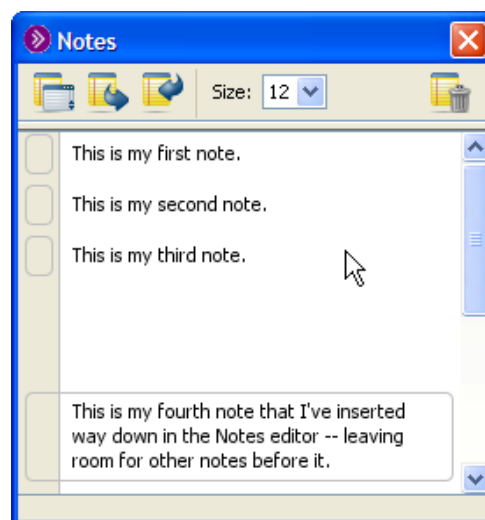 Notes
Size: 12
This is my first note.
This is my second note.
This is my third note.
This is my fourth note that I've inserted
way down in the Notes editor -- leaving
room for other notes before it.